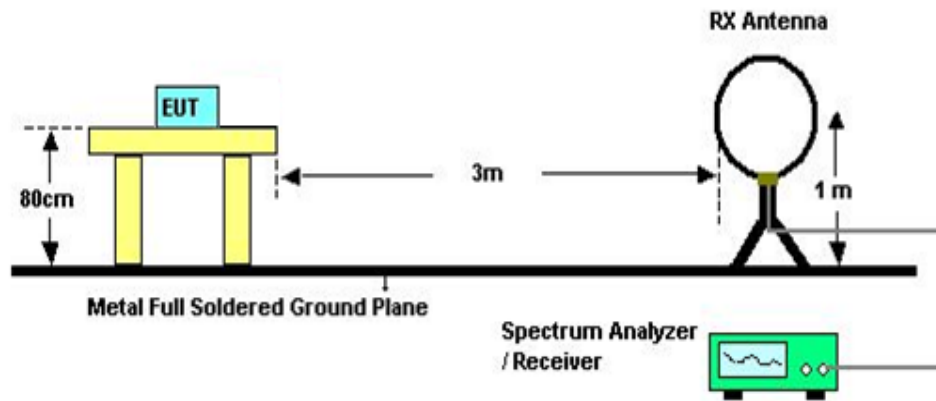 RX Antenna
EUT
3m
80cm
1 m
Metal Full Soldered Ground Plane
Spectrum Analyzer
/ Receiver